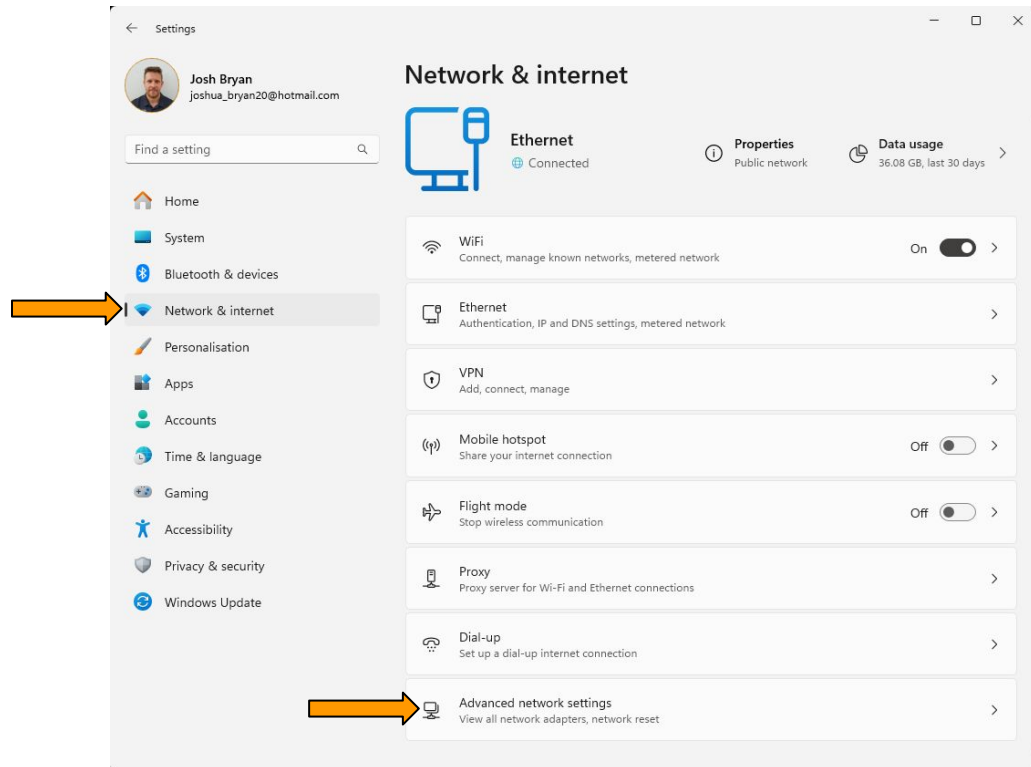 Settings
Josh Bryan
joshua_bryan20@hotmail.com
Find a setting
Home
System
Bluetooth & devices
Network & internet
Personalisation
Apps
Accounts
Time & language
Gaming
Accessibility
Privacy & security
Windows Update
Network & internet
Ethernet
Connected
Properties
Public network
Data usage
36.08 GB, last 30 days
WiFi
Connect, manage known networks, metered network
On
Ethernet
Authentication, IP and DNS settings, metered network
VPN
Add, connect, manage
Mobile hotspot
Share your internet connection
Off
Flight mode
Stop wireless communication
Off
Proxy
Proxy server for Wi-Fi and Ethernet connections
Dial-up
Set up a dial-up internet connection
Advanced network settings
View all network adapters, network reset